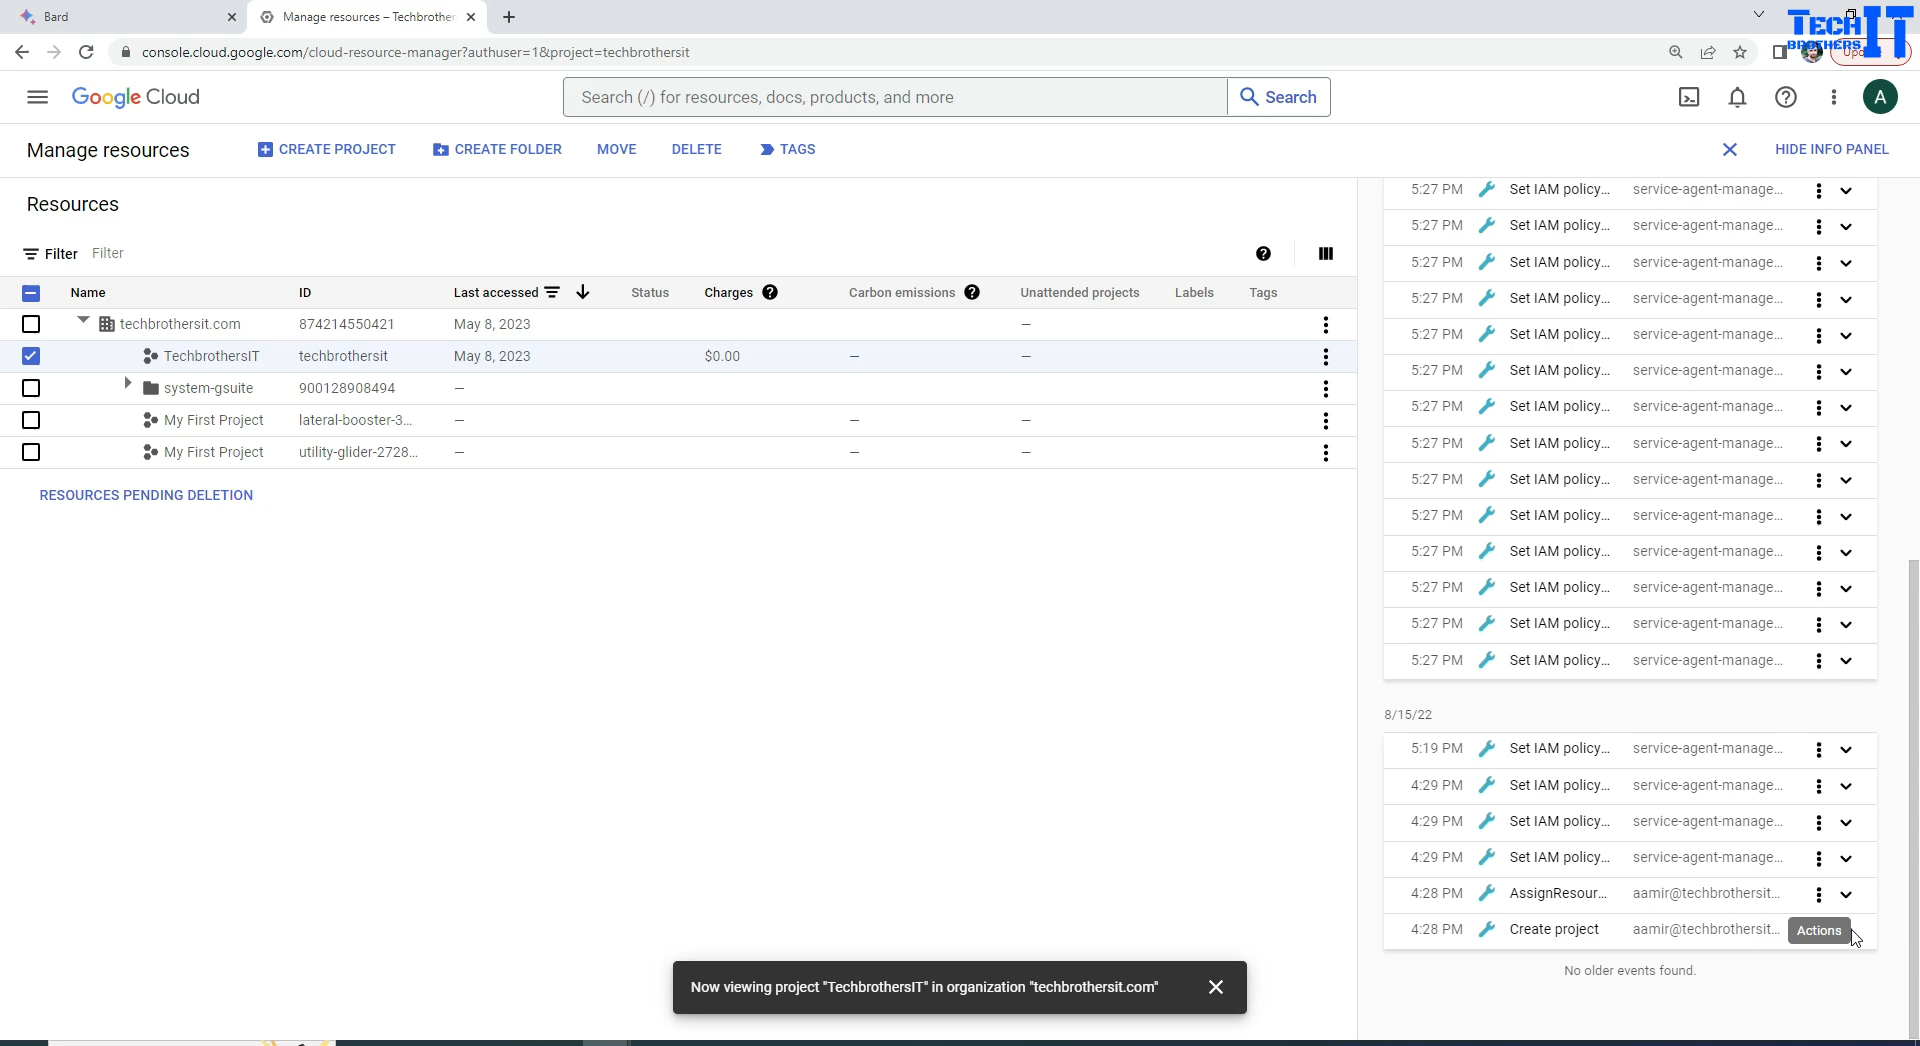 Bard
Manage resources – Techbrother
console.cloud.google.com/cloud-resource-manager?authuser=1&project=techbrothersit
TECH IT
BROTHERS
Google Cloud
Search (/) for resources, docs, products, and more
Search
A
Manage resources
CREATE PROJECT
CREATE FOLDER
MOVE
DELETE
TAGS
HIDE INFO PANEL
Resources
Filter Filter
Name ID Last accessed Status Charges Carbon emissions Unattended projects Labels Tags
techbrothersit.com 874214550421 May 8, 2023 –
TechbrothersIT techbrothersit May 8, 2023 $0.00 – –
system-gsuite 900128908494 –
My First Project lateral-booster-3... – – –
My First Project utility-glider-2728... – – –
RESOURCES PENDING DELETION
5:27 PM Set IAM policy... service-agent-manage...
5:27 PM Set IAM policy... service-agent-manage...
5:27 PM Set IAM policy... service-agent-manage...
5:27 PM Set IAM policy... service-agent-manage...
5:27 PM Set IAM policy... service-agent-manage...
5:27 PM Set IAM policy... service-agent-manage...
5:27 PM Set IAM policy... service-agent-manage...
5:27 PM Set IAM policy... service-agent-manage...
5:27 PM Set IAM policy... service-agent-manage...
5:27 PM Set IAM policy... service-agent-manage...
5:27 PM Set IAM policy... service-agent-manage...
5:27 PM Set IAM policy... service-agent-manage...
5:27 PM Set IAM policy... service-agent-manage...
5:27 PM Set IAM policy... service-agent-manage...
8/15/22
5:19 PM Set IAM policy... service-agent-manage...
4:29 PM Set IAM policy... service-agent-manage...
4:29 PM Set IAM policy... service-agent-manage...
4:29 PM Set IAM policy... service-agent-manage...
4:28 PM AssignResour... aamir@techbrothersit...
4:28 PM Create project aamir@techbrothersit...
Actions
No older events found.
Now viewing project "TechbrothersIT" in organization "techbrothersit.com"